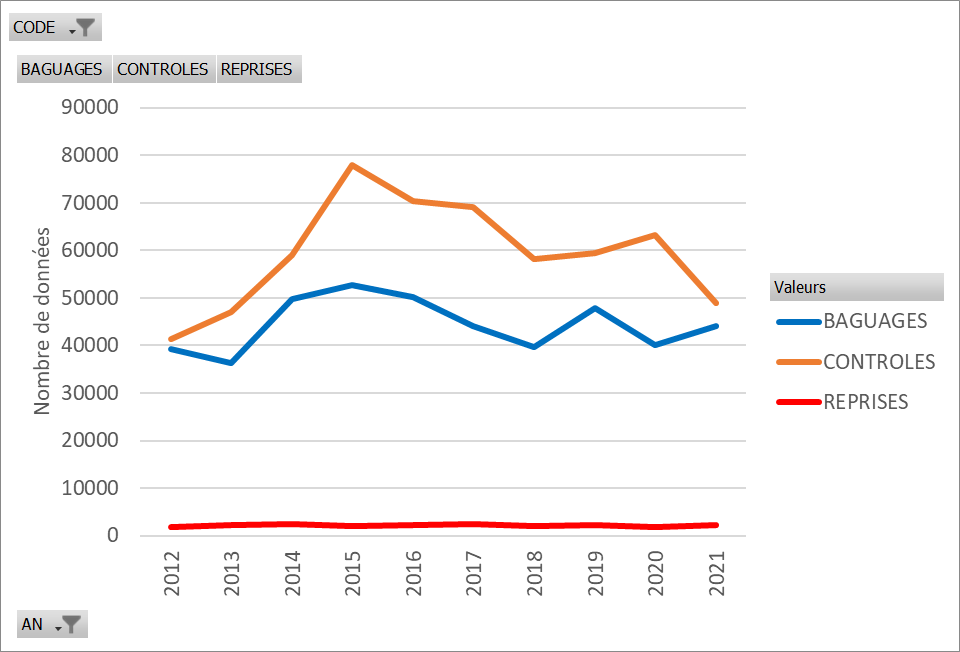 CODE
BAGUAGES CONTROLES REPRISES
90000
80000
70000
60000
50000
40000
30000
20000
10000
0
Nombre de données
2012 2013 2014 2015 2016 2017 2018 2019 2020 2021
Valeurs
BAGUAGES
CONTROLES
REPRISES
AN